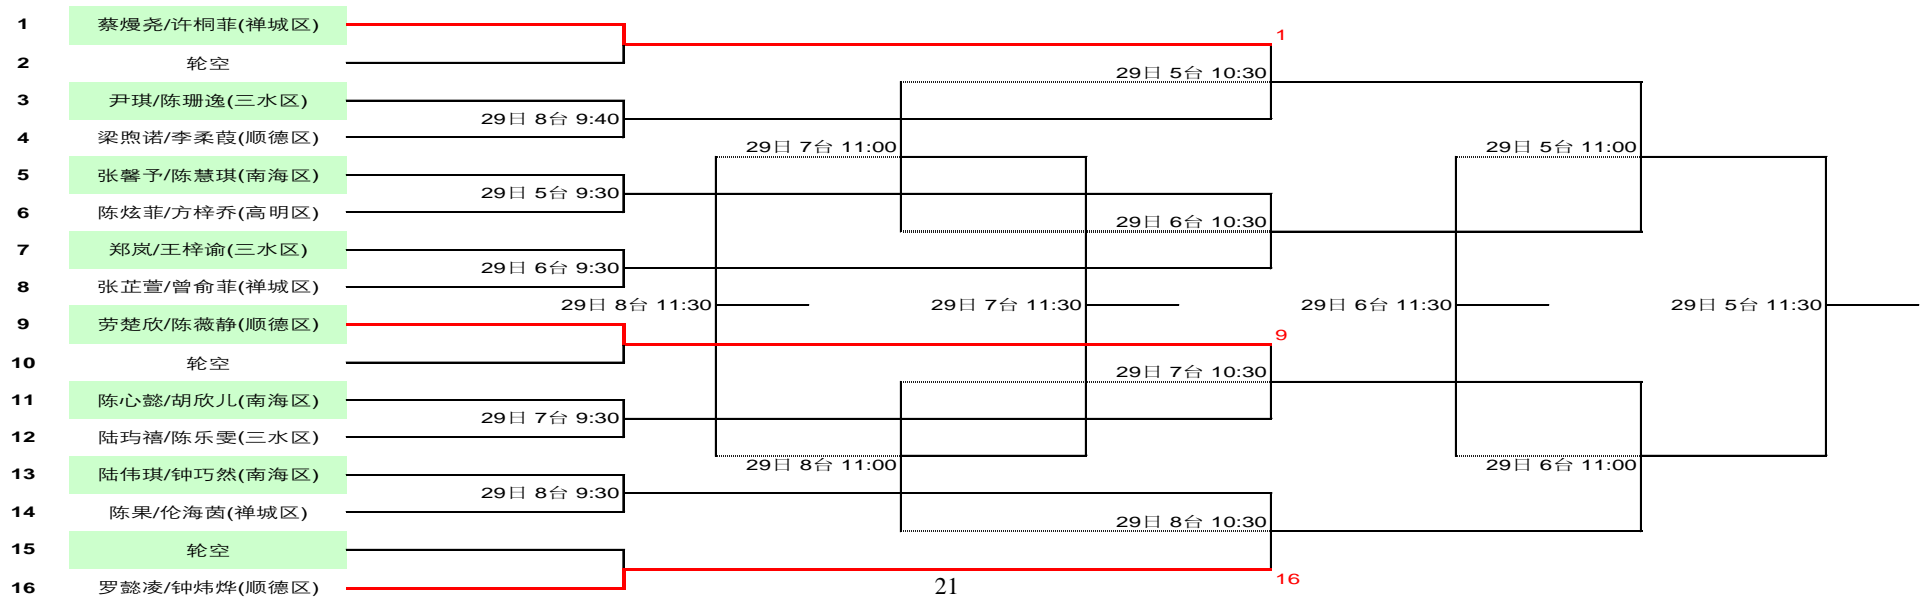 1 蔡熳尧/许桐菲(禅城区)
1
2 轮空
29日 5台 10:30
3 尹琪/陈珊逸(三水区)
29日 8台 9:40
4 梁煦诺/李柔葭(顺德区)
29日 7台 11:00
29日 5台 11:00
5 张馨予/陈慧琪(南海区)
29日 5台 9:30
6 陈炫菲/方梓乔(高明区)
29日 6台 10:30
7 郑岚/王梓谕(三水区)
29日 6台 9:30
8 张芷萱/曾俞菲(禅城区)
29日 8台 11:30
29日 7台 11:30
29日 6台 11:30
29日 5台 11:30
9 劳楚欣/陈薇静(顺德区)
9
10 轮空
29日 7台 10:30
11 陈心懿/胡欣儿(南海区)
29日 7台 9:30
12 陆玙禧/陈乐雯(三水区)
29日 8台 11:00
29日 6台 11:00
13 陆伟琪/钟巧然(南海区)
29日 8台 9:30
14 陈果/伦海茵(禅城区)
29日 8台 10:30
15 轮空
16
16 罗懿凌/钟炜烨(顺德区)
21